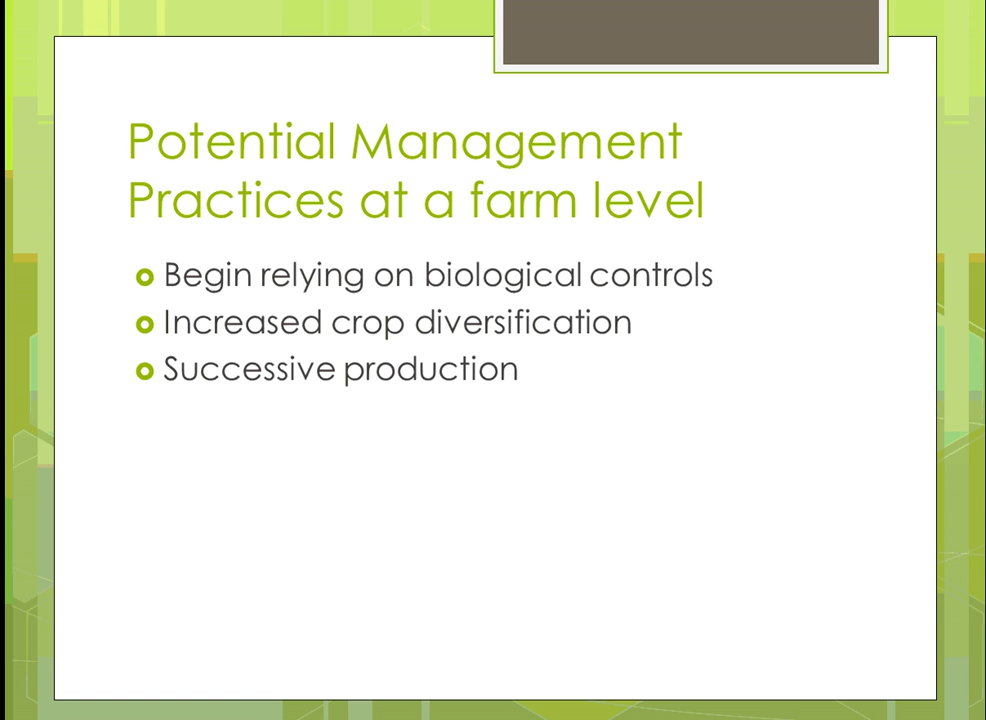 Potential Management
Practices at a farm level
Begin relying on biological controls
Increased crop diversification
Successive production